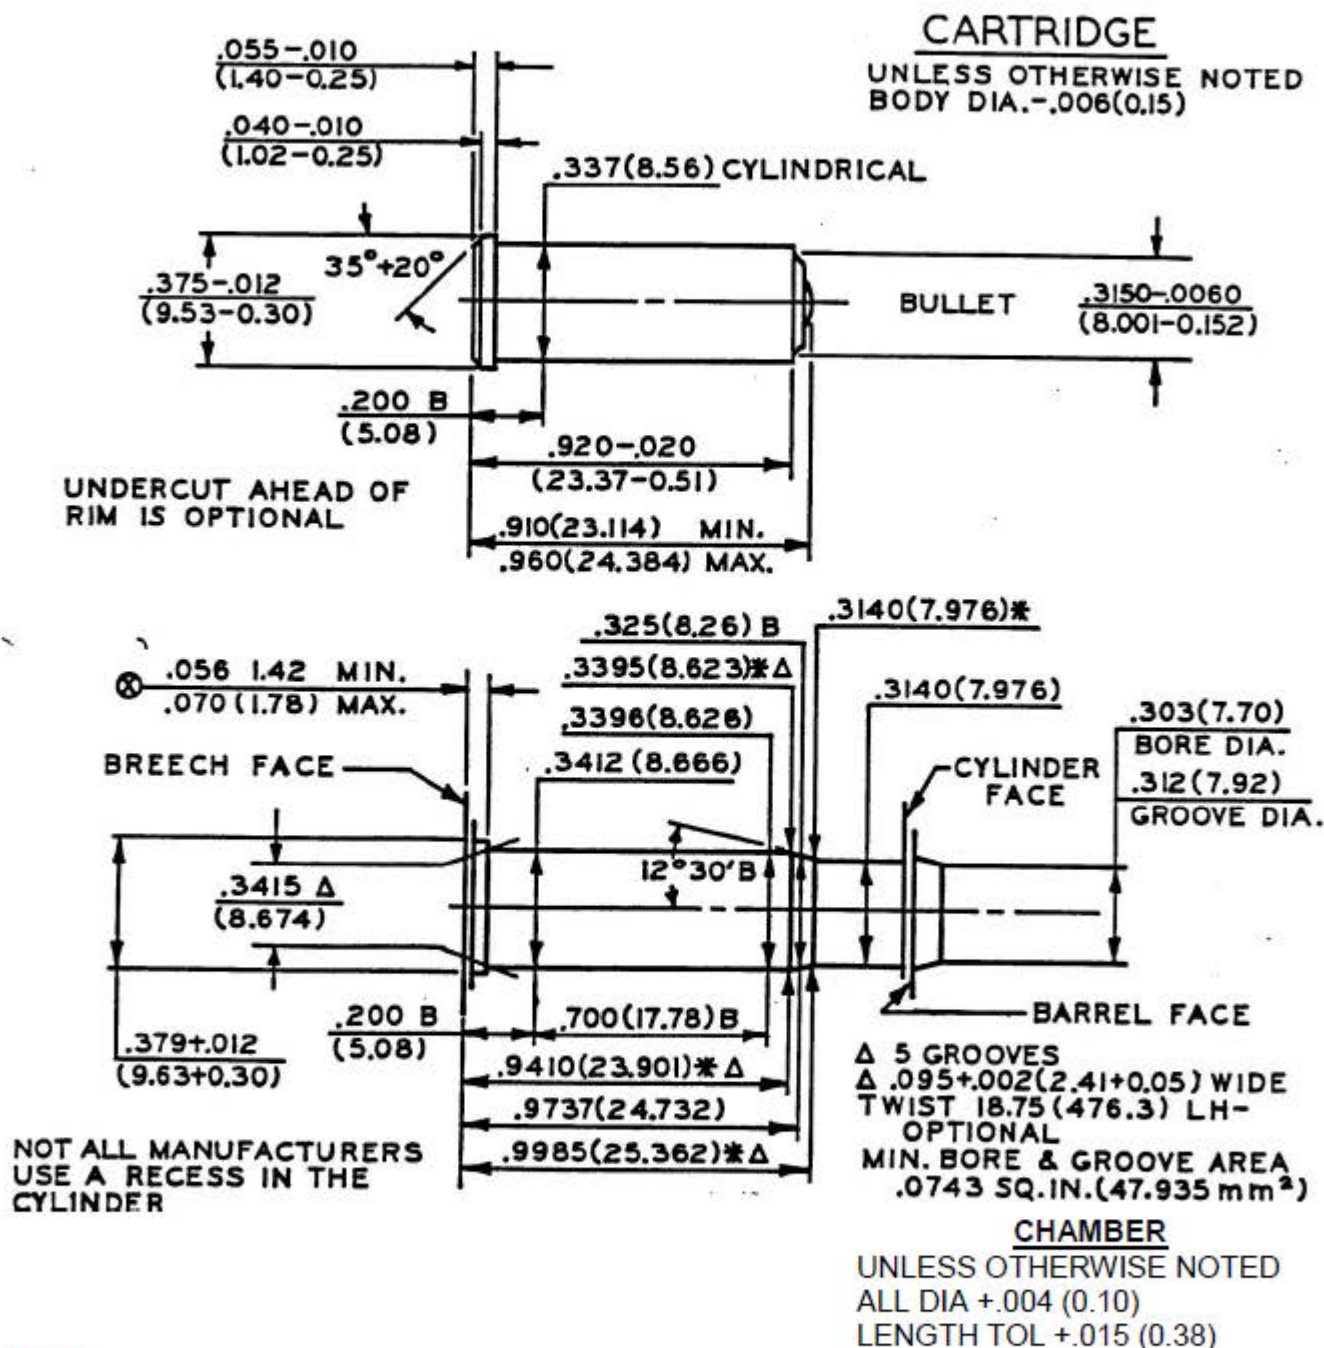 CARTRIDGE
UNLESS OTHERWISE NOTED
BODY DIA.-.006(0.15)
.055-.010
(1.40-0.25)
.040-.010
(1.02-0.25)
.337(8.56) CYLINDRICAL
35°+20°
.375-.012
(9.53-0.30)
BULLET
.3150-.0060
(8.001-0.152)
.200 B
(5.08)
.920-.020
(23.37-0.51)
UNDERCUT AHEAD OF
RIM IS OPTIONAL
.910(23.114) MIN.
.960(24.384) MAX.
.3140(7.976)*
.325(8.26) B
.3395(8.623)*Δ
⊗ .056 1.42 MIN.
.070(1.78) MAX.
.3140(7.976)
.3396(8.626)
.303(7.70)
BORE DIA.
.3412(8.666)
BREECH FACE
CYLINDER
FACE
.312(7.92)
GROOVE DIA.
12°30'B
.3415 Δ
(8.674)
.200 B
(5.08)
.700(17.78) B
BARREL FACE
.379+.012
(9.63+0.30)
.9410(23.901)*Δ
.9737(24.732)
.9985(25.362)*Δ
Δ 5 GROOVES
Δ .095+.002(2.41+0.05) WIDE
TWIST 18.75(476.3) LH-
OPTIONAL
MIN. BORE & GROOVE AREA
.0743 SQ.IN.(47.935 mm²)
NOT ALL MANUFACTURERS
USE A RECESS IN THE
CYLINDER
CHAMBER
UNLESS OTHERWISE NOTED
ALL DIA +.004 (0.10)
LENGTH TOL +.015 (0.38)